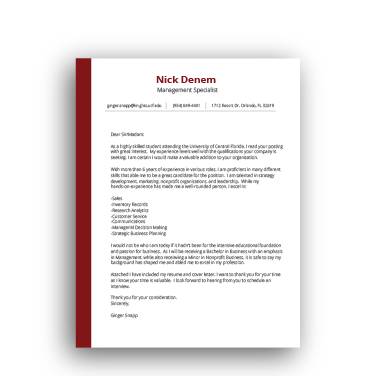 Nick Denem
Management Specialist
gingersnapp@knights.ucf.edu (954) 849-4401 1712 Resort Dr. Orlando, FL 32819
Dear Sir/Madam:
As a highly skilled student attending the University of Central Florida, I read your posting
with great interest. My experience levels well with the qualifications your company is
seeking. I am certain I would make a valuable addition to your organization.
With more than 6 years of experience in various roles, I am proficient in many different
skills that able me to be a great candidate for the position. I am talented in strategy
development, marketing, nonprofit organizations, and leadership. While my
hands-on experience has made me a well-rounded person, I excel in:
-Sales
-Inventory Records
-Research Analytics
-Customer Service
-Communications
-Managerial Decision Making
-Strategic Business Planning
I would not be who I am today if it hadn't been for the intensive educational foundation
and passion for business. As I will be receiving a Bachelor in Business with an emphasis
in Management, while also receiving a Minor in Nonprofit Business. It is safe to say my
background has shaped me and abled me to excel in my profession.
Attached I have included my resume and cover letter. I want to thank you for your time
as I know your time is valuable. I look forward to hearing from you to schedule an
interview.
Thank you for your consideration.
Sincerely,
Ginger Snapp